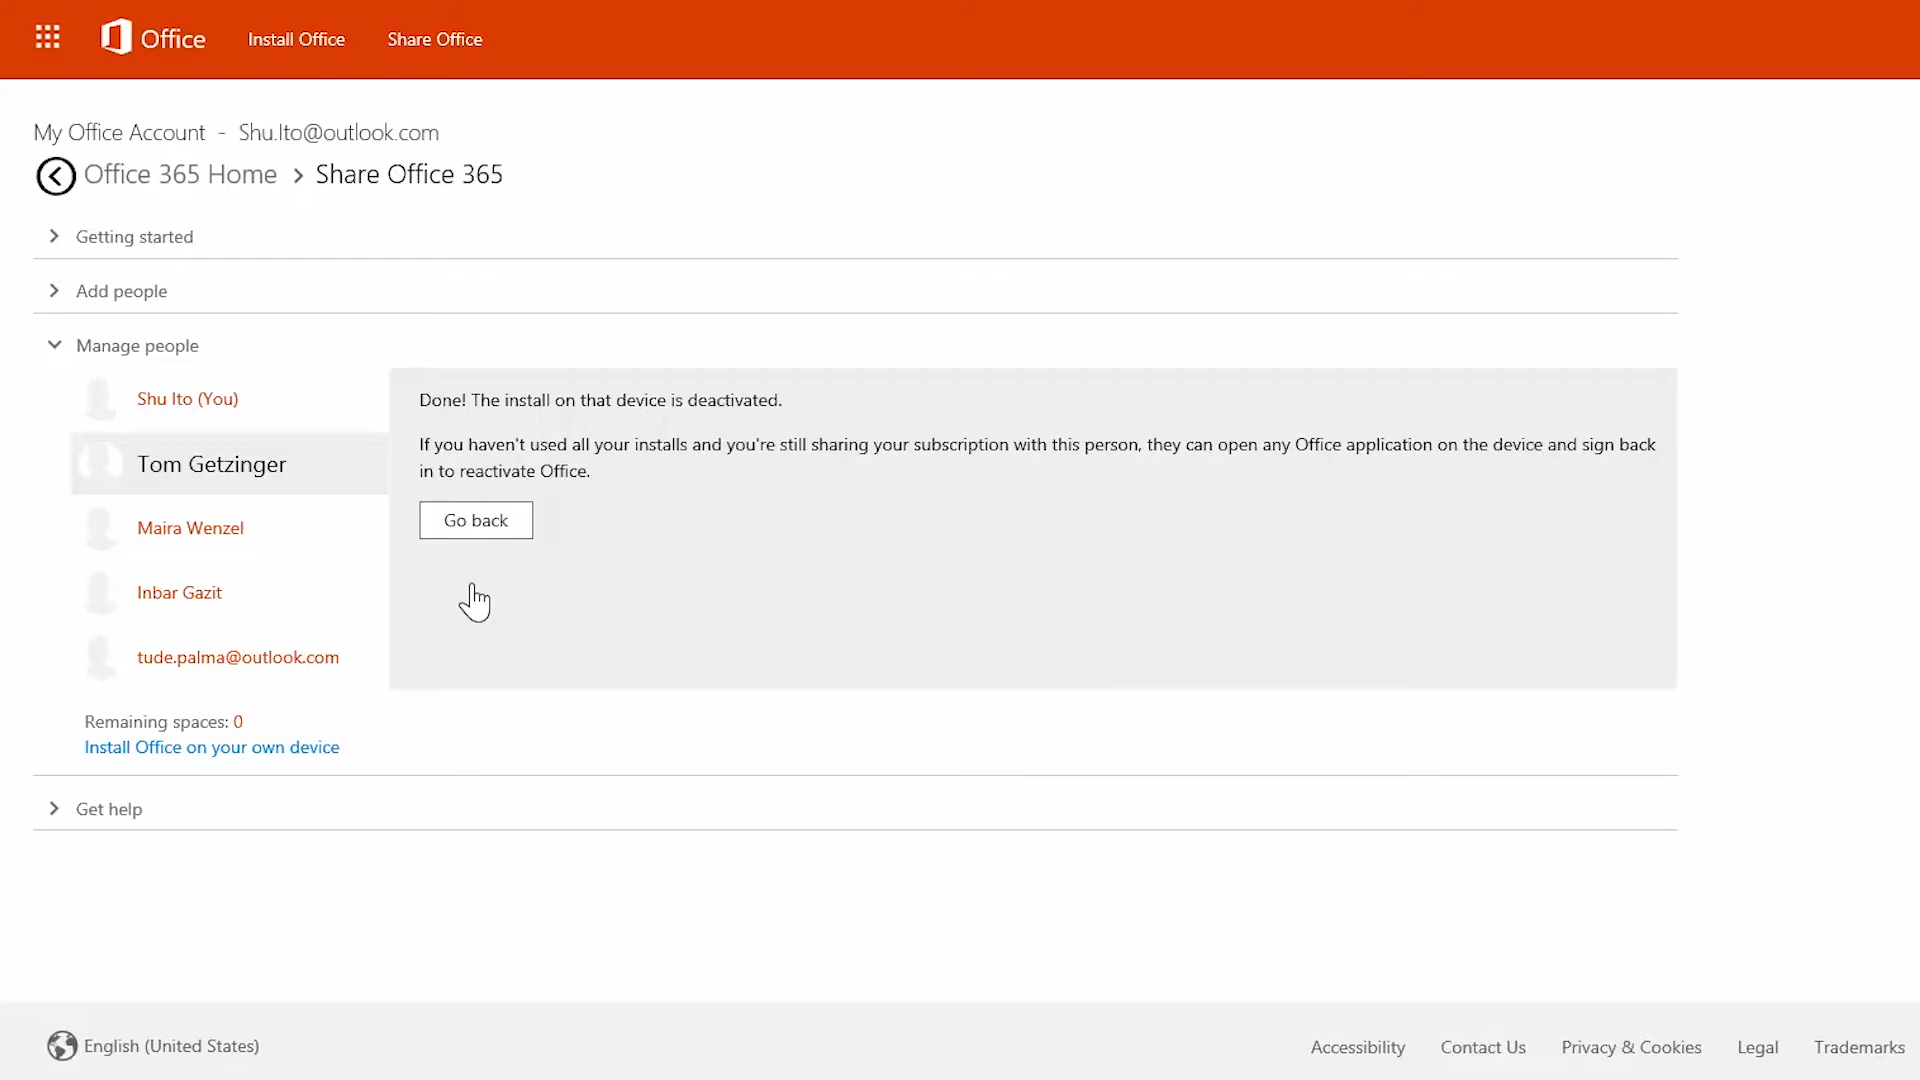 Office Install Office Share Office
My Office Account - Shu.Ito@outlook.com
Office 365 Home > Share Office 365
Getting started
Add people
Manage people
Shu Ito (You)
Tom Getzinger
Maira Wenzel
Inbar Gazit
tude.palma@outlook.com
Done! The install on that device is deactivated.
If you haven't used all your installs and you're still sharing your subscription with this person, they can open any Office application on the device and sign back
in to reactivate Office.
Go back
Remaining spaces: 0
Install Office on your own device
Get help
English (United States)
Accessibility Contact Us Privacy & Cookies Legal Trademarks